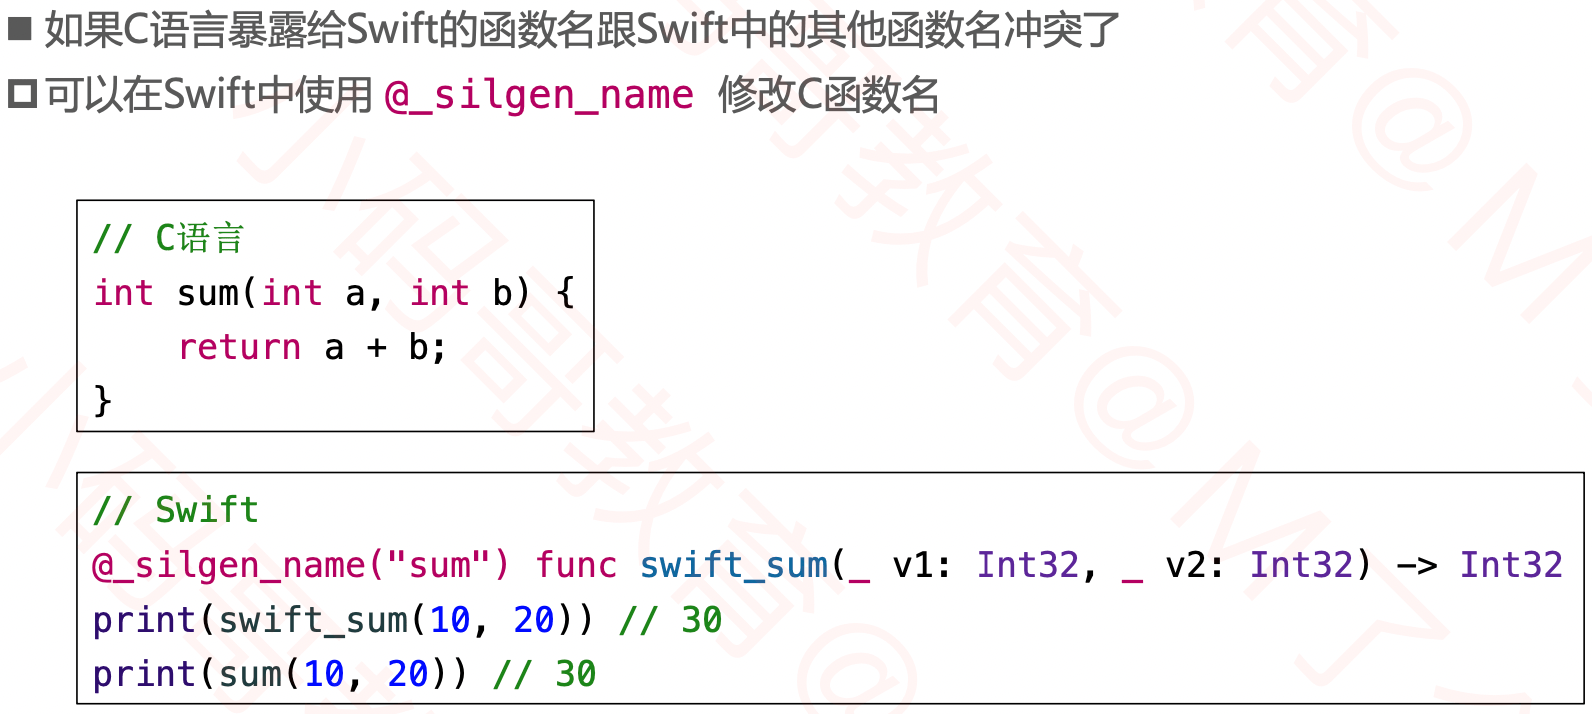 ■ 如果C语言暴露给Swift的函数名跟Swift中的其他函数名冲突了
□ 可以在Swift中使用 @_silgen_name 修改C函数名
// C语言
int sum(int a, int b) {
    return a + b;
}
// Swift
@_silgen_name("sum") func swift_sum(_ v1: Int32, _ v2: Int32) -> Int32
print(swift_sum(10, 20)) // 30
print(sum(10, 20)) // 30